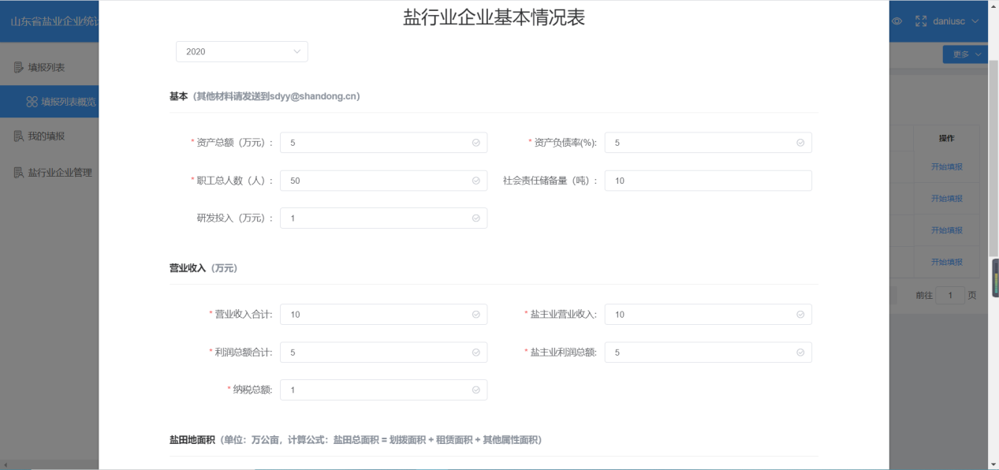 盐行业企业基本情况表
山东省盐业企业统计
daniusc
2020
更多
填报列表
填报列表概览
我的填报
盐行业企业管理
基本（其他材料请发送到sdyy@shandong.cn）
* 资产总额（万元）： 5
* 资产负债率(%): 5
* 职工总人数（人）： 50
社会责任储备量（吨）： 10
研发投入（万元）： 1
操作
开始填报
开始填报
开始填报
开始填报
前往 1 页
营业收入（万元）
* 营业收入合计: 10
* 盐主业营业收入: 10
* 利润总额合计: 5
* 盐主业利润总额: 5
* 纳税总额: 1
盐田地面积（单位：万公亩，计算公式：盐田总面积 = 划拨面积 + 租赁面积 + 其他属性面积）